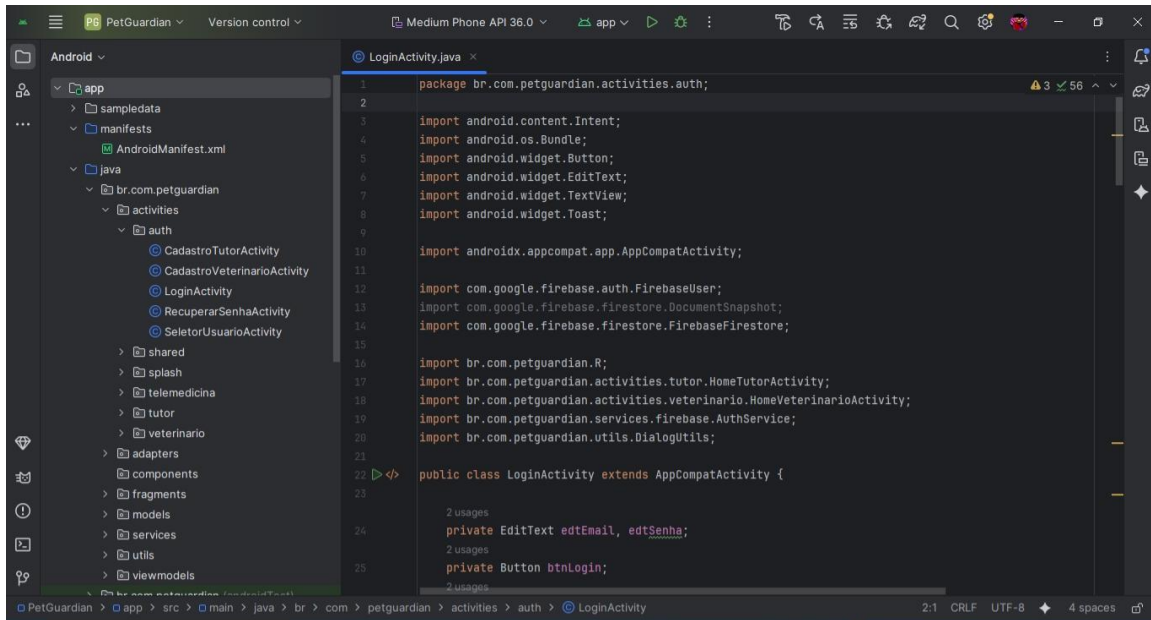 PG PetGuardian Version control Medium Phone API 36.0 app
Android
app
sampledata
manifests
AndroidManifest.xml
java
br.com.petguardian
activities
auth
CadastroTutorActivity
CadastroVeterinarioActivity
LoginActivity
RecuperarSenhaActivity
SeletorUsuarioActivity
shared
splash
telemedicina
tutor
veterinario
adapters
components
fragments
models
services
utils
viewmodels
br.com.petguardian (androidTest)
LoginActivity.java
3 56
1 package br.com.petguardian.activities.auth;
2
3 import android.content.Intent;
4 import android.os.Bundle;
5 import android.widget.Button;
6 import android.widget.EditText;
7 import android.widget.TextView;
8 import android.widget.Toast;
9
10 import androidx.appcompat.app.AppCompatActivity;
11
12 import com.google.firebase.auth.FirebaseUser;
13 import com.google.firebase.firestore.DocumentSnapshot;
14 import com.google.firebase.firestore.FirebaseFirestore;
15
16 import br.com.petguardian.R;
17 import br.com.petguardian.activities.tutor.HomeTutorActivity;
18 import br.com.petguardian.activities.veterinario.HomeVeterinarioActivity;
19 import br.com.petguardian.services.firebase.AuthService;
20 import br.com.petguardian.utils.DialogUtils;
21
22 public class LoginActivity extends AppCompatActivity {
23
2 usages
24 private EditText edtEmail, edtSenha;
2 usages
25 private Button btnLogin;
2 usages
PetGuardian > app > src > main > java > br > com > petguardian > activities > auth > LoginActivity 2:1 CRLF UTF-8 4 spaces